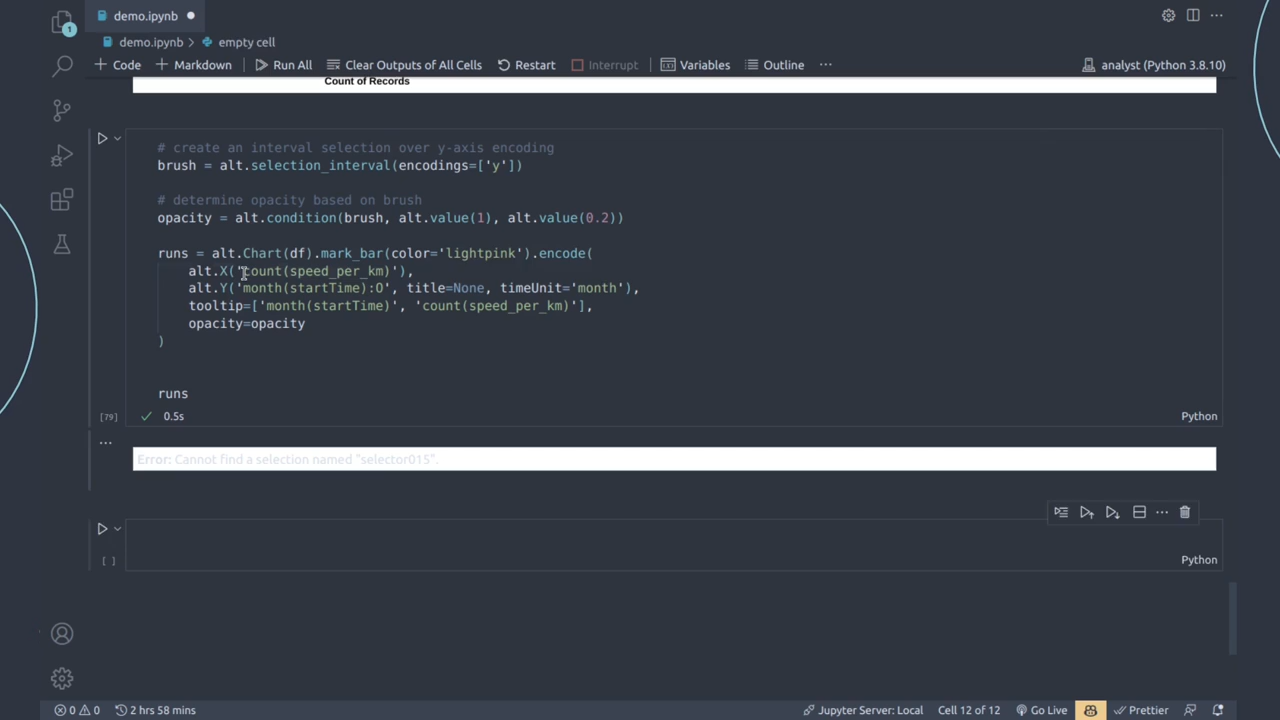 demo.ipynb
1
demo.ipynb > empty cell
+ Code + Markdown Run All Clear Outputs of All Cells Restart Interrupt Variables Outline ... analyst (Python 3.8.10)
Count of Records
# create an interval selection over y-axis encoding
brush = alt.selection_interval(encodings=['y'])
# determine opacity based on brush
opacity = alt.condition(brush, alt.value(1), alt.value(0.2))
runs = alt.Chart(df).mark_bar(color='lightpink').encode(
alt.X('count(speed_per_km)'),
alt.Y('month(startTime):O', title=None, timeUnit='month'),
tooltip=['month(startTime)', 'count(speed_per_km)'],
opacity=opacity
)
runs
[79] 0.5s Python
Error: Cannot find a selection named "selector015".
[ ] Python
0 0 2 hrs 58 mins Jupyter Server: Local Cell 12 of 12 Go Live Prettier